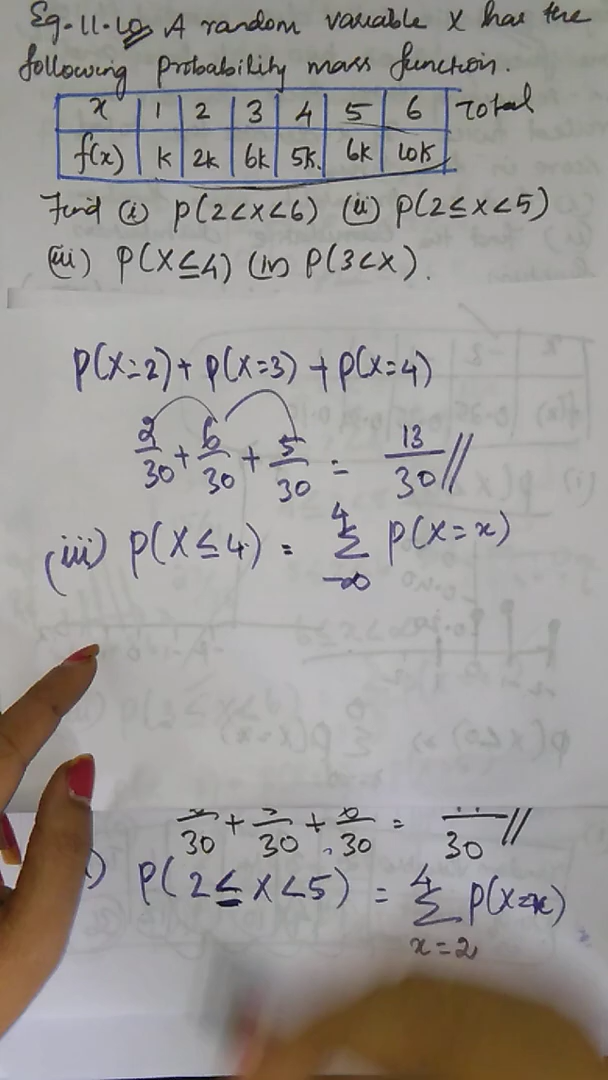 Eg-11.10 A random variable X has the
following Probability mass function.
x 1 2 3 4 5 6 Total
f(x) k 2k 6k 5k 6k 10k
Find (i) P(2<x<6) (ii) P(2≤x<5)
(iii) P(X≤4) (iv) P(3<x).
P(X=2) + P(X=3) + P(X=4)
2/30 + 6/30 + 5/30 = 13/30 //
(iii) P(X≤4) = 4 Σ -∞ P(X=x)
30 + 30 + 30 = 30 //
) P(2≤x<5) = 4 Σ x=2 P(X=x)